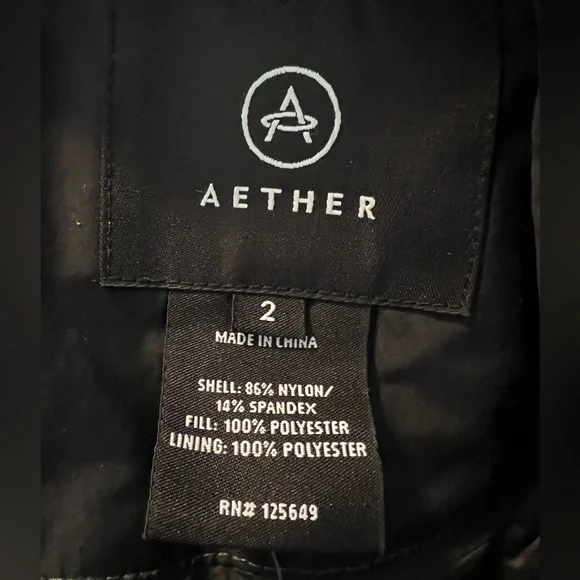 AETHER
2
MADE IN CHINA
SHELL: 86% NYLON/
14% SPANDEX
FILL: 100% POLYESTER
LINING: 100% POLYESTER
RN# 125649